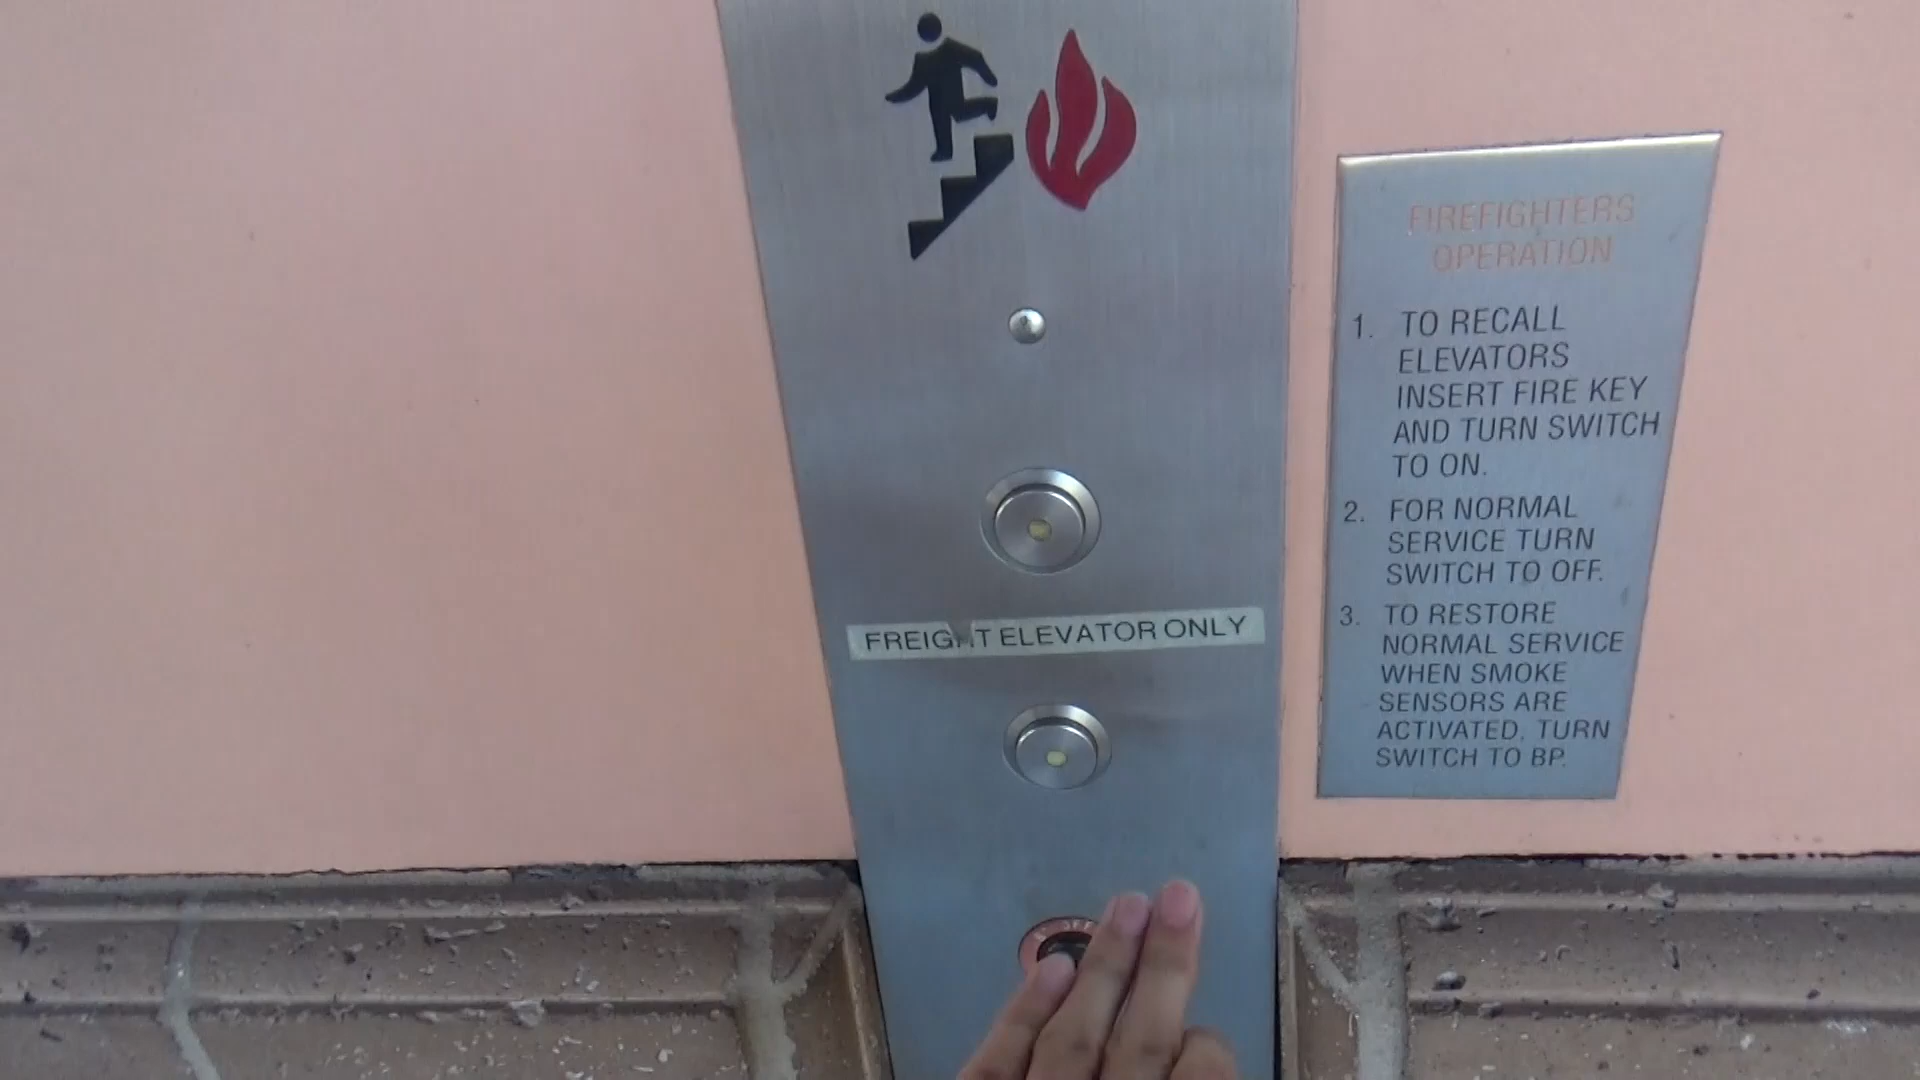 FREIGHT ELEVATOR ONLY
FIREFIGHTERS
OPERATION
1. TO RECALL
ELEVATORS
INSERT FIRE KEY
AND TURN SWITCH
TO ON.
2. FOR NORMAL
SERVICE TURN
SWITCH TO OFF.
3. TO RESTORE
NORMAL SERVICE
WHEN SMOKE
SENSORS ARE
ACTIVATED, TURN
SWITCH TO BP.